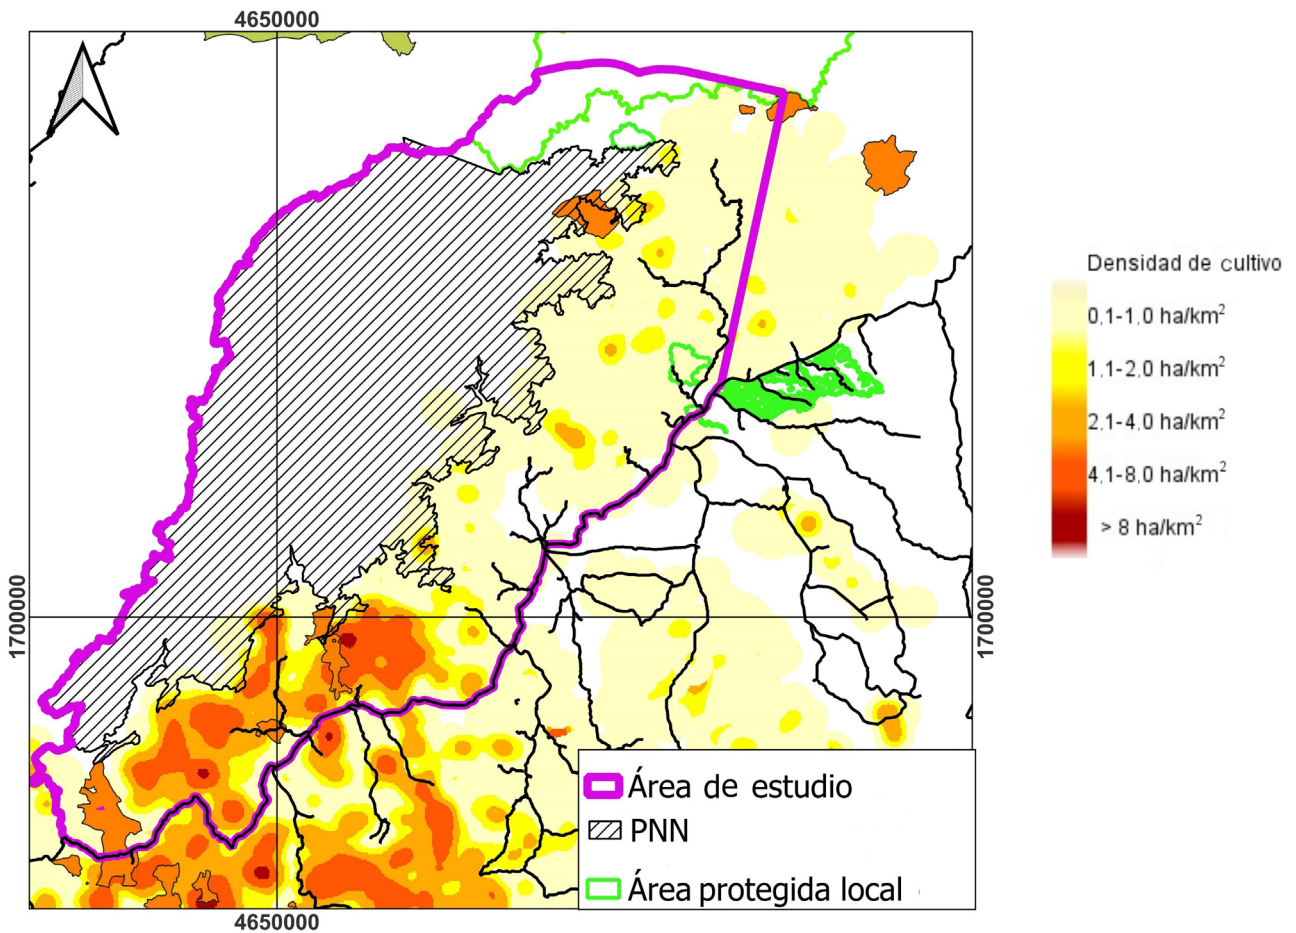 4650000
1700000
1700000
4650000
Densidad de cultivo
0,1-1,0 ha/km²
1,1-2,0 ha/km²
2,1-4,0 ha/km²
4,1-8,0 ha/km²
> 8 ha/km²
Área de estudio
PNN
Área protegida local